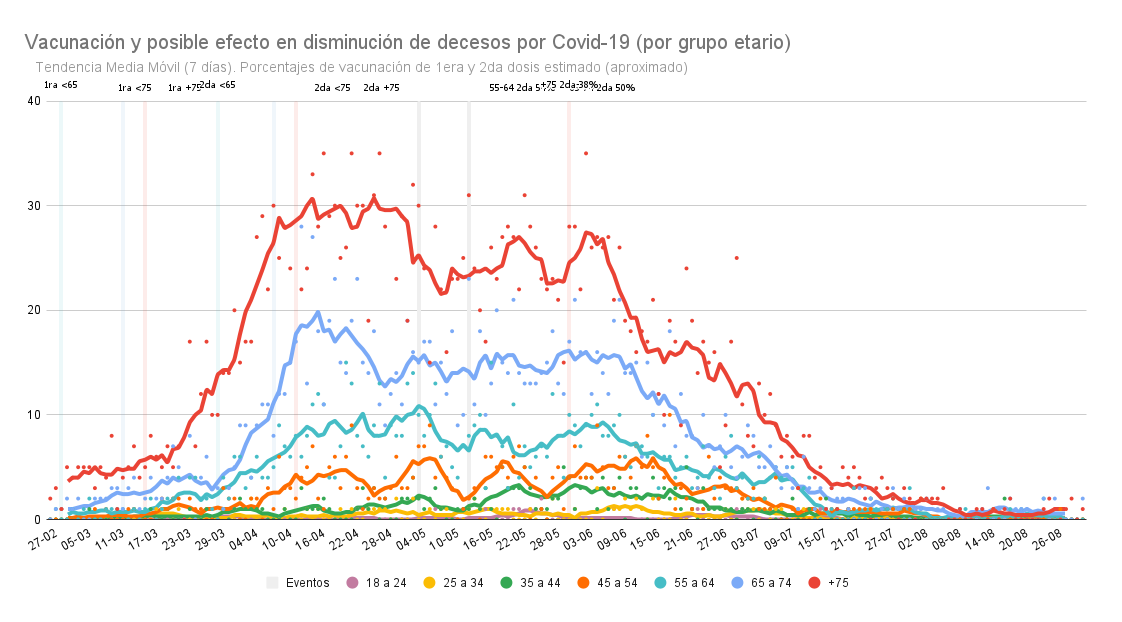 Vacunación y posible efecto en disminución de decesos por Covid-19 (por grupo etario)
Tendencia Media Móvil (7 días). Porcentajes de vacunación de 1era y 2da dosis estimado (aproximado)
1ra <65 1ra <75 1ra +75 2da <65 2da <75 2da +75 55-64 2da +75 2da 38% 2da 50%
40
30
20
10
0
27-02 05-03 11-03 17-03 23-03 29-03 04-04 10-04 16-04 22-04 28-04 04-05 10-05 16-05 22-05 28-05 03-06 09-06 15-06 21-06 27-06 03-07 09-07 15-07 21-07 27-07 02-08 08-08 14-08 20-08 26-08
Eventos 18 a 24 25 a 34 35 a 44 45 a 54 55 a 64 65 a 74 +75